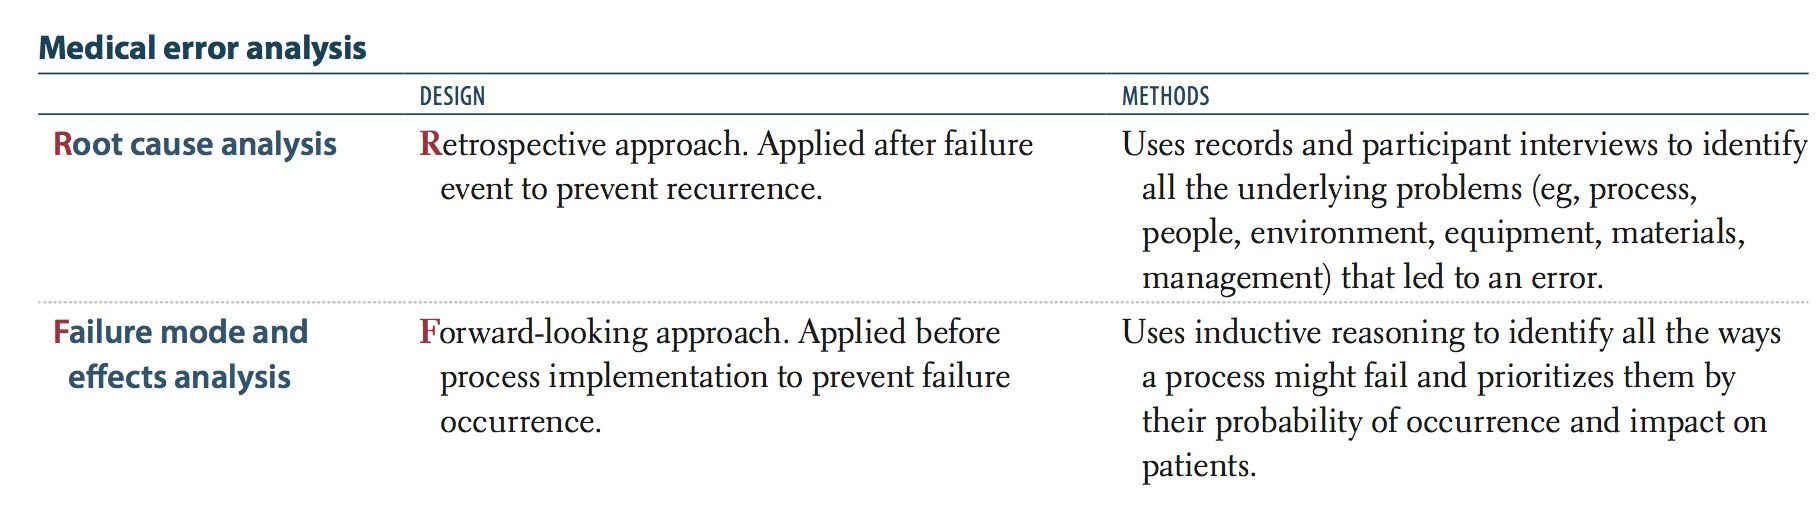 Medical error analysis
DESIGN METHODS
Root cause analysis Retrospective approach. Applied after failure Uses records and participant interviews to identify
event to prevent recurrence. all the underlying problems (eg, process,
people, environment, equipment, materials,
management) that led to an error.
Failure mode and Forward-looking approach. Applied before Uses inductive reasoning to identify all the ways
effects analysis process implementation to prevent failure a process might fail and prioritizes them by
occurrence. their probability of occurrence and impact on
patients.